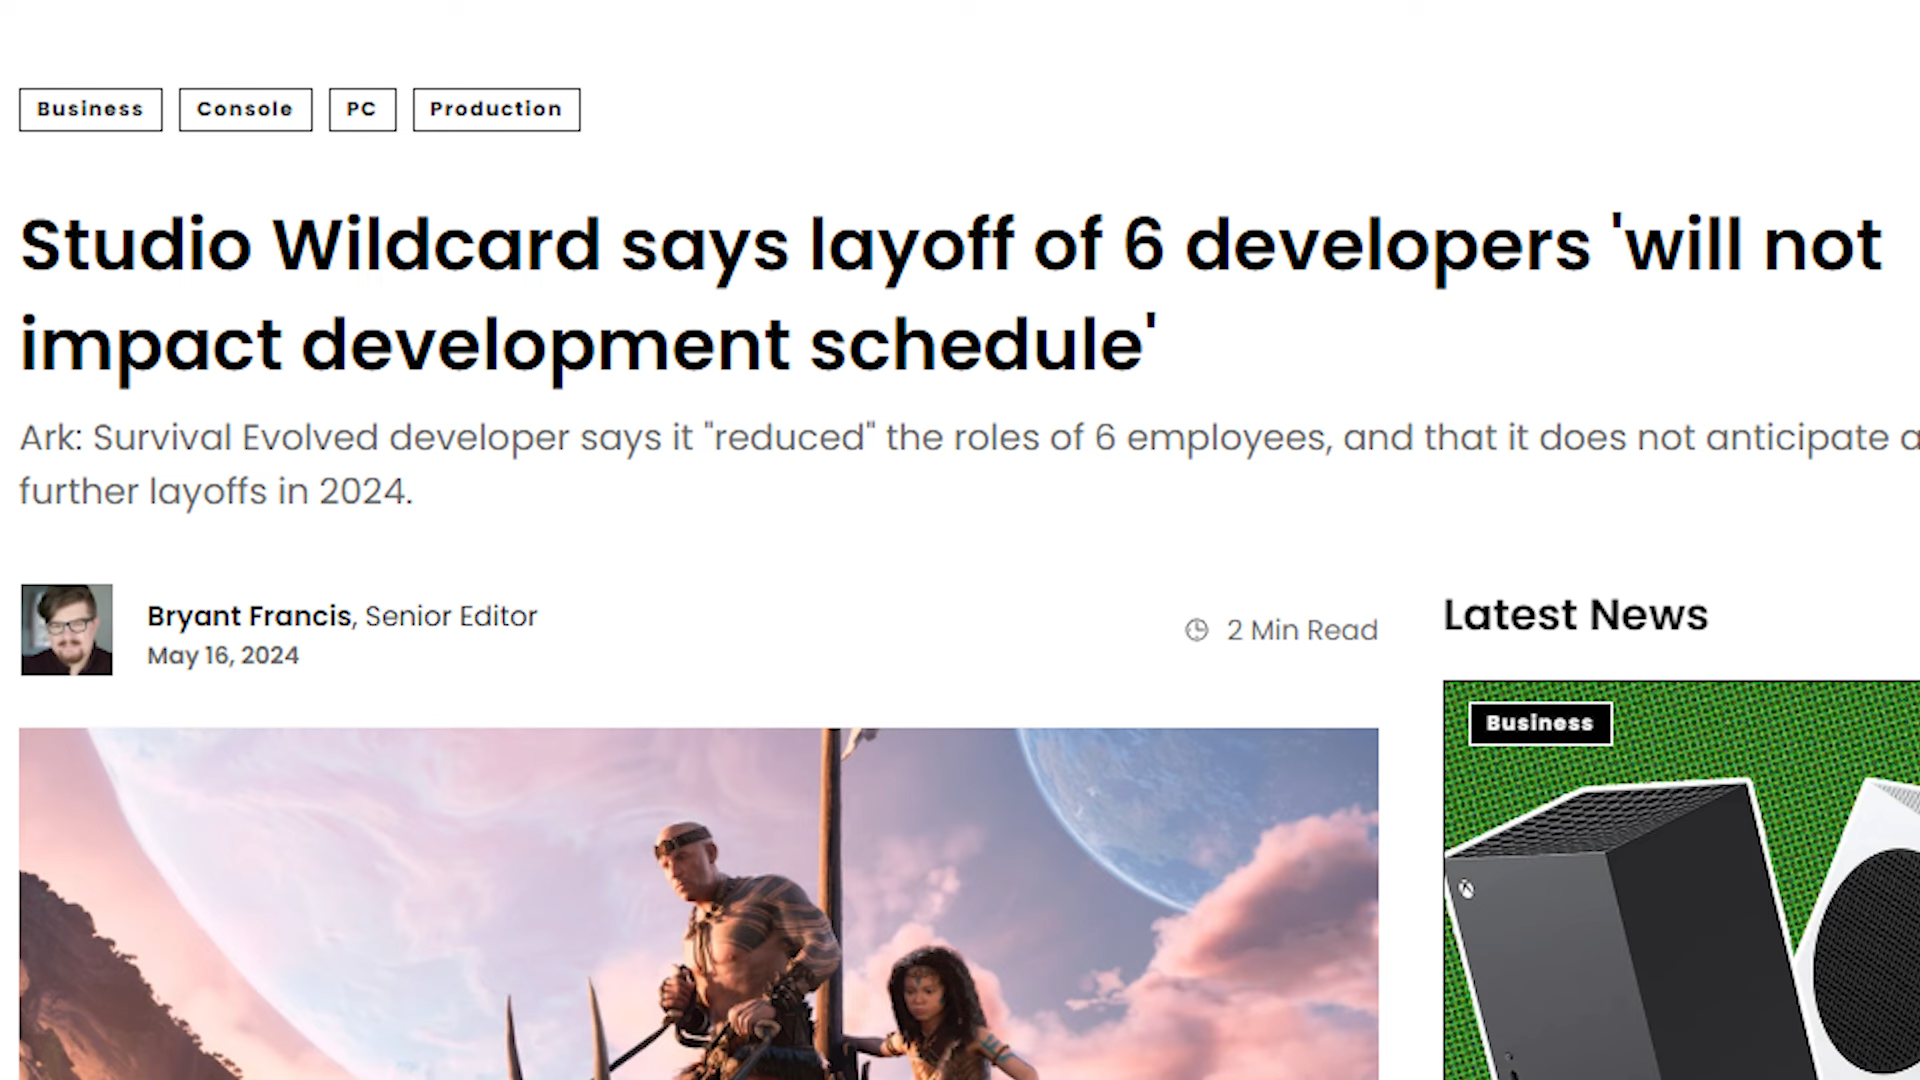 Business Console PC Production
Studio Wildcard says layoff of 6 developers 'will not
impact development schedule'
Ark: Survival Evolved developer says it "reduced" the roles of 6 employees, and that it does not anticipate
further layoffs in 2024.
Bryant Francis, Senior Editor
May 16, 2024
2 Min Read
Latest News
Business